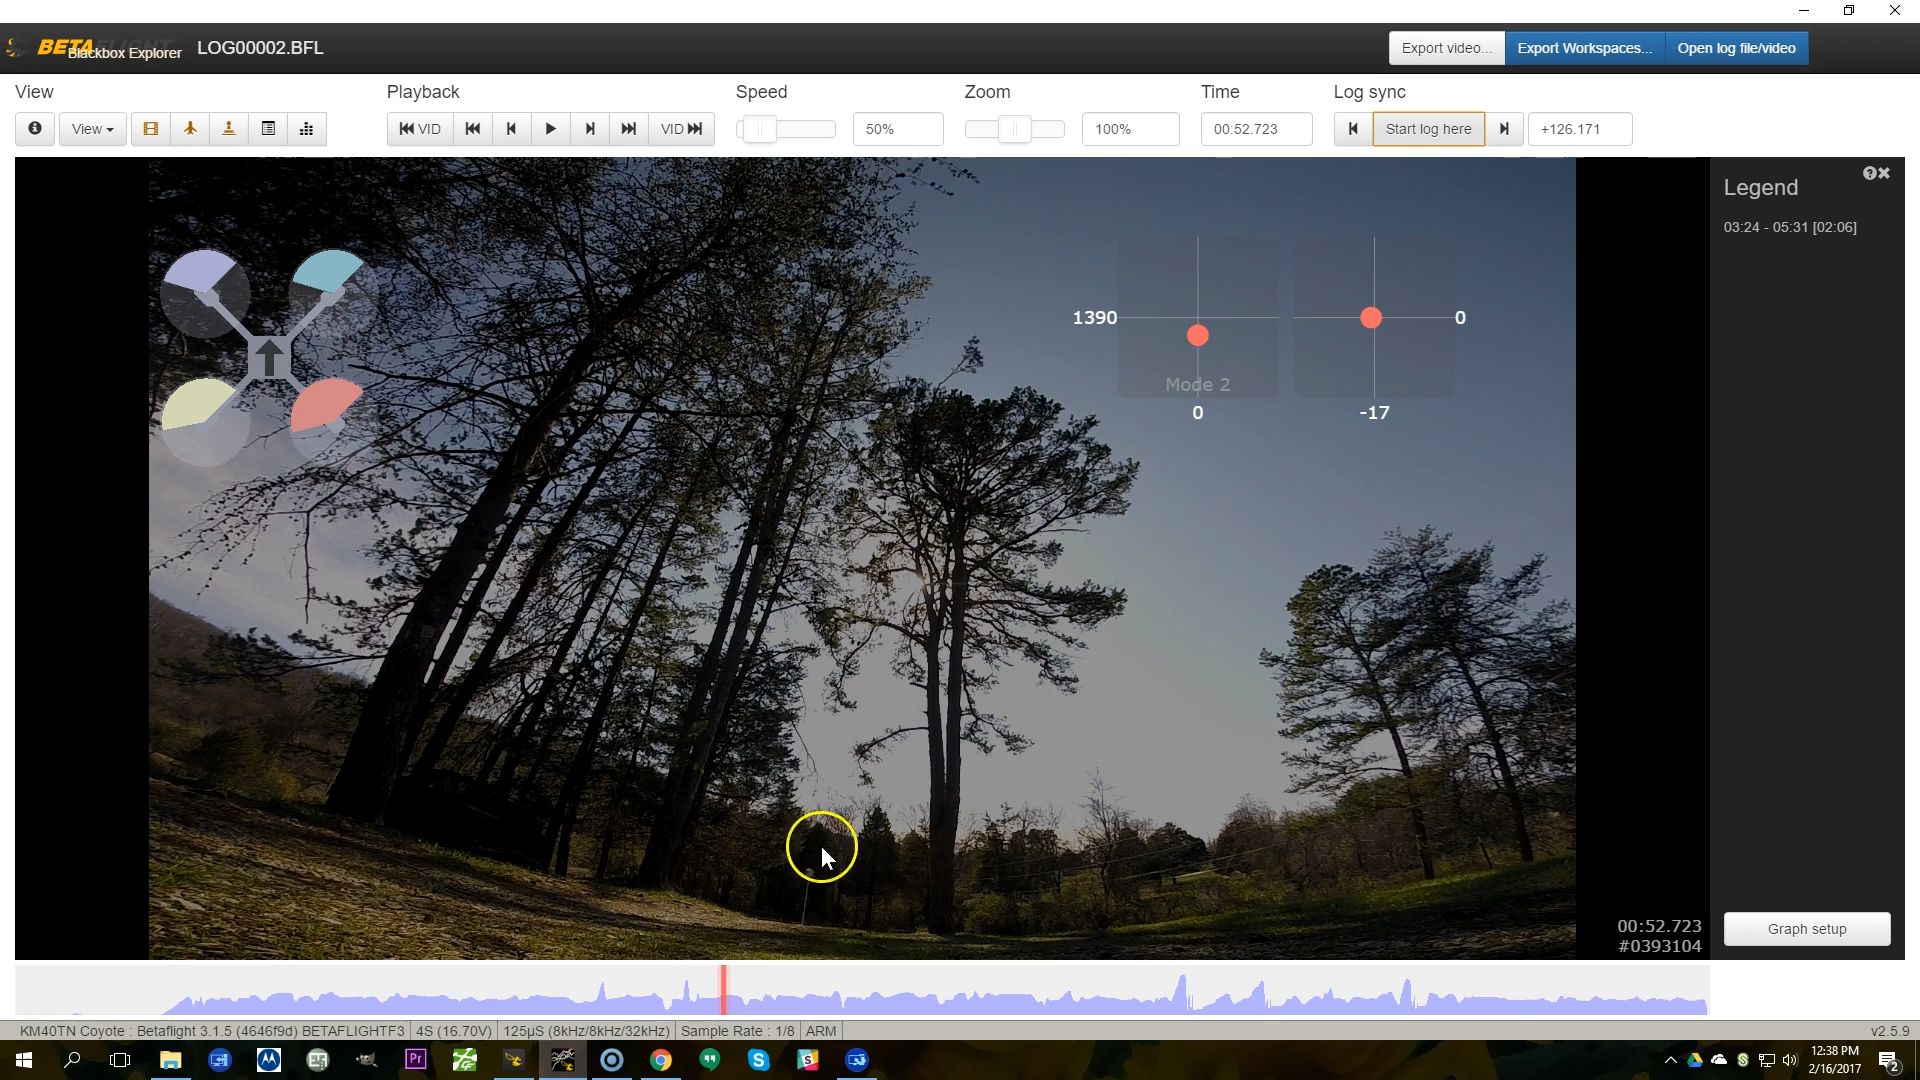 BETAFLIGHT
Blackbox Explorer
LOG00002.BFL
Export video...
Export Workspaces...
Open log file/video
View
Playback
Speed
Zoom
Time
Log sync
View
VID
VID
50%
100%
00:52.723
Start log here
+126.171
Legend
03:24 - 05:31 [02:06]
1390
0
Mode 2
0
-17
00:52.723
#0393104
Graph setup
KM4OTN Coyote : Betaflight 3.1.5 (4646f9d) BETAFLIGHTF3
4S (16.70V)
125µS (8kHz/8kHz/32kHz)
Sample Rate : 1/8
ARM
v2.5.9
Pr
12:38 PM
2/16/2017
2